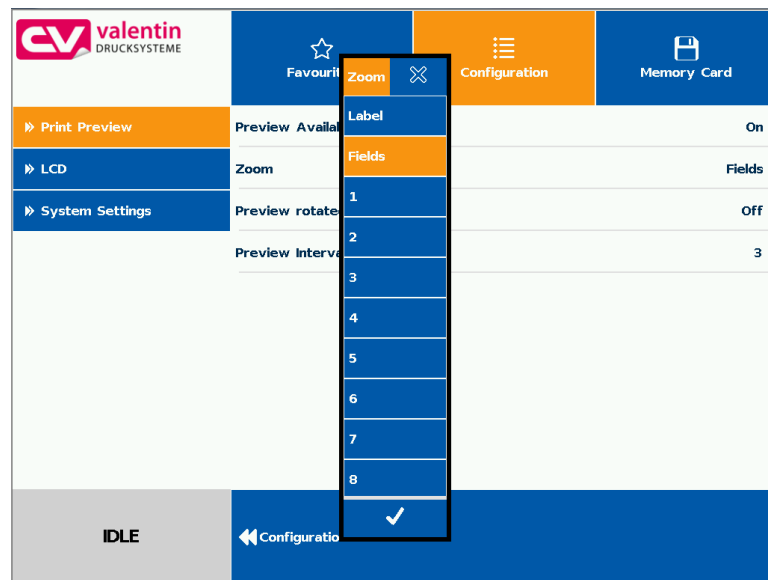 valentin
DRUCKSYSTEME
Favouri
Configuration
Memory Card
Zoom
Label
Fields
1
2
3
4
5
6
7
8
Print Preview
LCD
System Settings
Preview Availa
On
Zoom
Fields
Preview rotate
Off
Preview Interva
3
IDLE
Configuratio